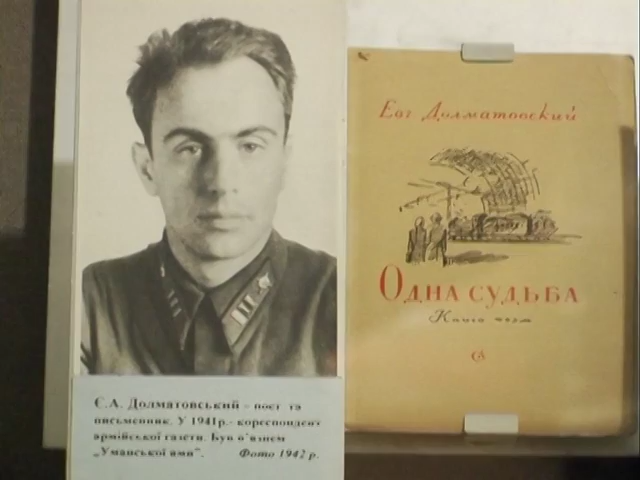 Є.А. Долматовський - поет та
письменник. У 1941р.- кореспондент
армійської газети. Був в'язнем
„Уманської ями".     Фото 1942 р.
Евг Долматовский
ОДНА СУДЬБА
Книга